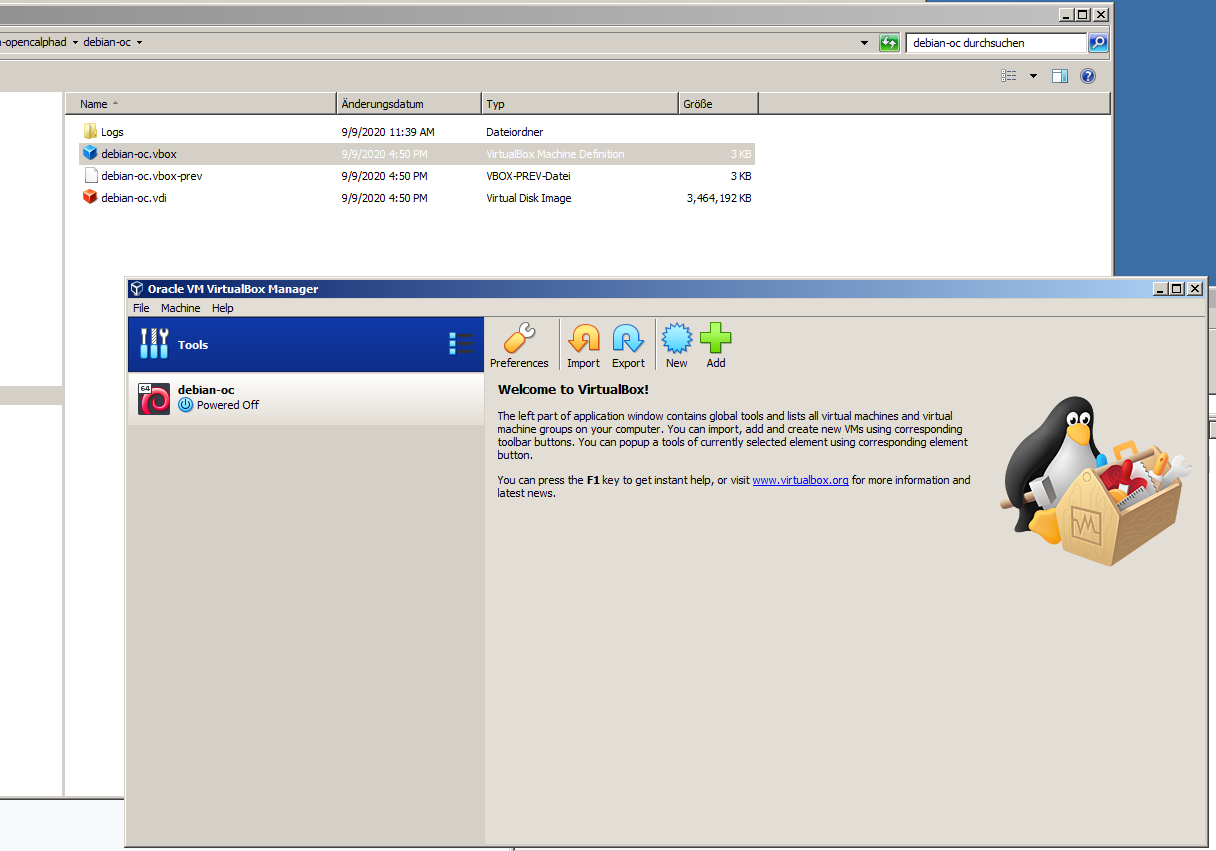 -opencalphad debian-oc
debian-oc durchsuchen
Name Änderungsdatum Typ Größe
Logs 9/9/2020 11:39 AM Dateiordner
debian-oc.vbox 9/9/2020 4:50 PM VirtualBox Machine Definition 3 KB
debian-oc.vbox-prev 9/9/2020 4:50 PM VBOX-PREV-Datei 3 KB
debian-oc.vdi 9/9/2020 4:50 PM Virtual Disk Image 3,464,192 KB
Oracle VM VirtualBox Manager
File Machine Help
Tools
Preferences Import Export New Add
64
debian-oc
Powered Off
Welcome to VirtualBox!
The left part of application window contains global tools and lists all virtual machines and virtual
machine groups on your computer. You can import, add and create new VMs using corresponding
toolbar buttons. You can popup a tools of currently selected element using corresponding element
button.
You can press the F1 key to get instant help, or visit www.virtualbox.org for more information and
latest news.